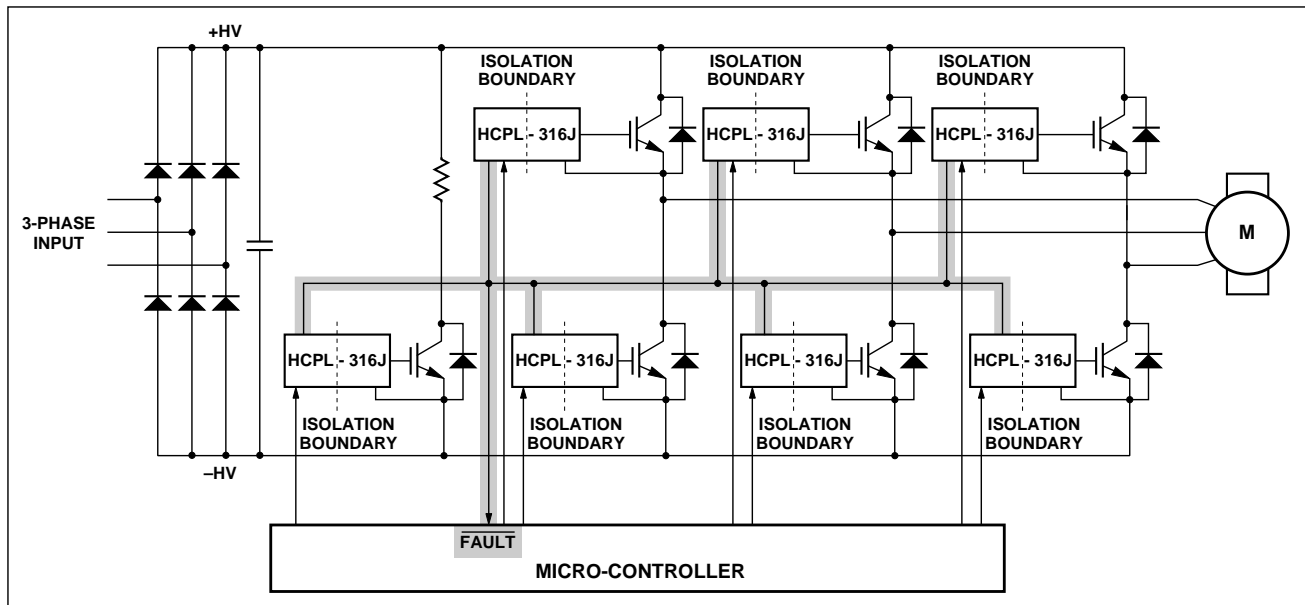 +HV
ISOLATION
BOUNDARY
ISOLATION
BOUNDARY
ISOLATION
BOUNDARY
HCPL - 316J
HCPL - 316J
HCPL - 316J
3-PHASE
INPUT
M
HCPL - 316J
HCPL - 316J
HCPL - 316J
HCPL - 316J
ISOLATION
BOUNDARY
ISOLATION
BOUNDARY
ISOLATION
BOUNDARY
ISOLATION
BOUNDARY
–HV
FAULT
MICRO-CONTROLLER